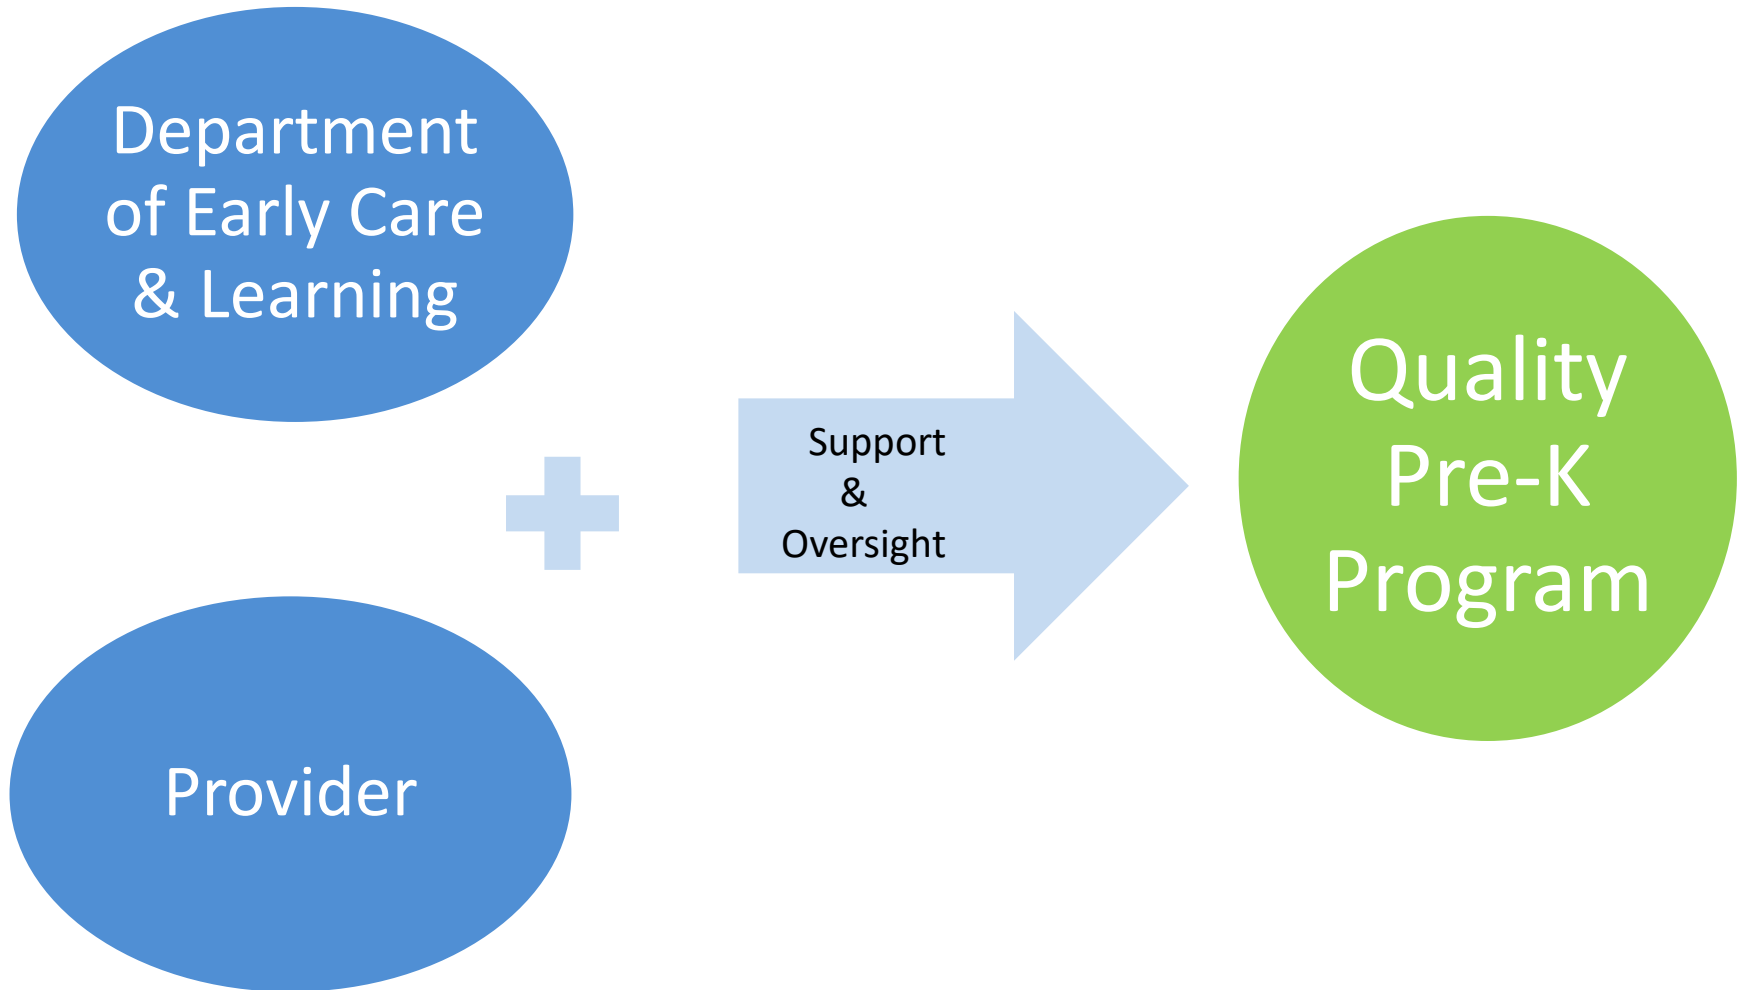 Department
of Early Care
& Learning
Provider
Support
&
Oversight
Quality
Pre-K
Program